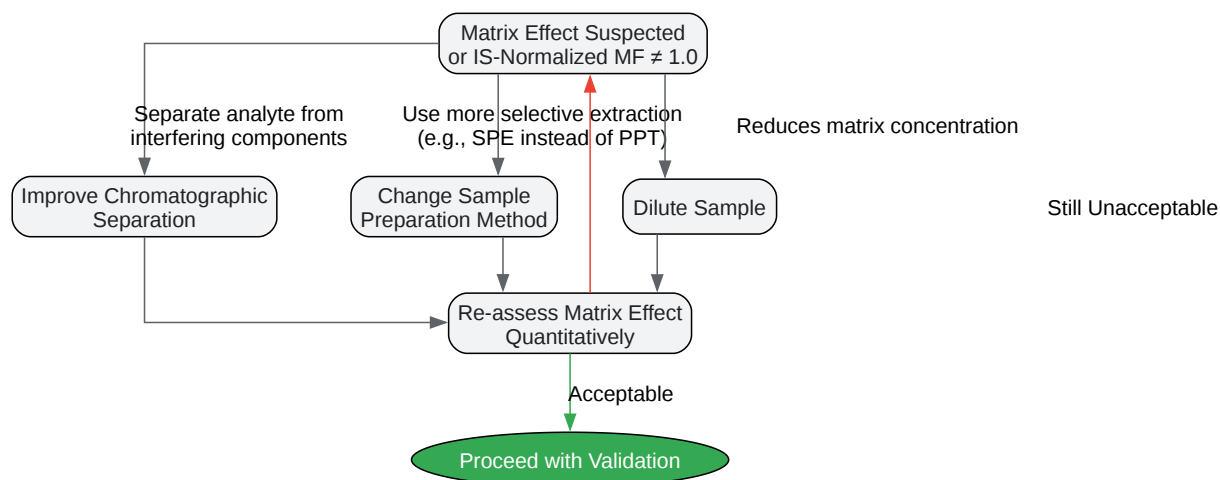 Matrix Effect Suspected
or IS-Normalized MF ≠ 1.0
Separate analyte from
interfering components
Use more selective extraction
(e.g., SPE instead of PPT)
Reduces matrix concentration
Improve Chromatographic
Separation
Change Sample
Preparation Method
Dilute Sample
Still Unacceptable
Re-assess Matrix Effect
Quantitatively
Acceptable
Proceed with Validation